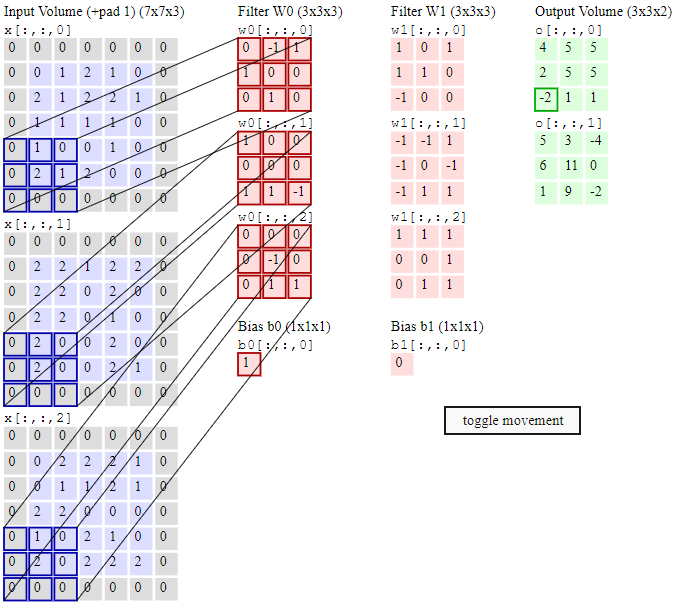 Input Volume (+pad 1) (7x7x3)
x[:,:,0]
0 0 0 0 0 0 0
0 0 1 2 1 0 0
0 2 1 2 2 1 0
0 1 1 1 1 0 0
0 1 0 0 1 0 0
0 2 1 2 0 0 0
0 0 0 0 0 0 0
x[:,:,1]
0 0 0 0 0 0 0
0 2 2 1 2 2 0
0 2 2 0 2 0 0
0 2 2 0 1 0 0
0 2 0 0 2 0 0
0 2 0 0 2 1 0
0 0 0 0 0 0 0
x[:,:,2]
0 0 0 0 0 0 0
0 0 2 2 2 1 0
0 0 1 1 2 1 0
0 2 2 0 0 0 0
0 1 0 2 1 0 0
0 2 0 2 2 2 0
0 0 0 0 0 0 0
Filter W0 (3x3x3)
w0[:,:,0]
0 -1 1
1 0 0
0 1 0
w0[:,:,1]
1 0 0
0 0 0
1 1 -1
w0[:,:,2]
0 0 0
0 -1 0
0 1 1
Bias b0 (1x1x1)
b0[:,:,0]
1
Filter W1 (3x3x3)
w1[:,:,0]
1 0 1
1 1 0
-1 0 0
w1[:,:,1]
-1 -1 1
-1 0 -1
-1 1 1
w1[:,:,2]
1 1 1
0 0 1
0 1 1
Bias b1 (1x1x1)
b1[:,:,0]
0
Output Volume (3x3x2)
o[:,:,0]
4 5 5
2 5 5
-2 1 1
o[:,:,1]
5 3 -4
6 11 0
1 9 -2
toggle movement